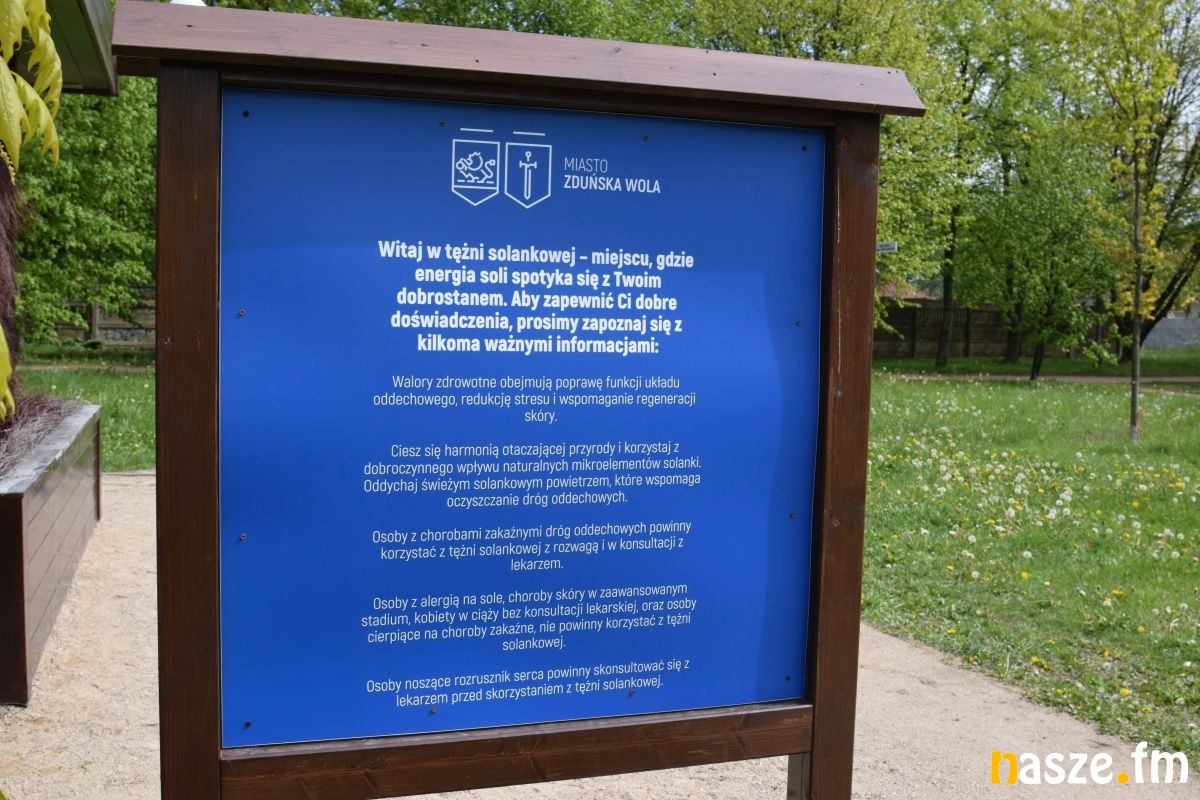 MIASTO
ZDUŃSKA WOLA
Witaj w tężni solankowej – miejscu, gdzie
energia soli spotyka się z Twoim
dobrostanem. Aby zapewnić Ci dobre
doświadczenia, prosimy zapoznaj się z
kilkoma ważnymi informacjami:
Walory zdrowotne obejmują poprawę funkcji układu
oddechowego, redukcję stresu i wspomaganie regeneracji
skóry.
Ciesz się harmonią otaczającej przyrody i korzystaj z
dobroczynnego wpływu naturalnych mikroelementów solanki.
Oddychaj świeżym solankowym powietrzem, które wspomaga
oczyszczanie dróg oddechowych.
Osoby z chorobami zakaźnymi dróg oddechowych powinny
korzystać z tężni solankowej z rozwagą i w konsultacji z
lekarzem.
Osoby z alergią na sole, choroby skóry w zaawansowanym
stadium, kobiety w ciąży bez konsultacji lekarskiej, oraz osoby
cierpiące na choroby zakaźne, nie powinny korzystać z tężni
solankowej.
Osoby noszące rozrusznik serca powinny skonsultować się z
lekarzem przed skorzystaniem z tężni solankowej.
nasze.fm